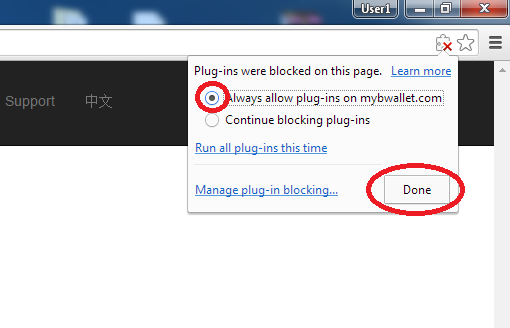 User1
Plug-ins were blocked on this page. Learn more
Support 中文
Always allow plug-ins on mybwallet.com
Continue blocking plug-ins
Run all plug-ins this time
Manage plug-in blocking... Done